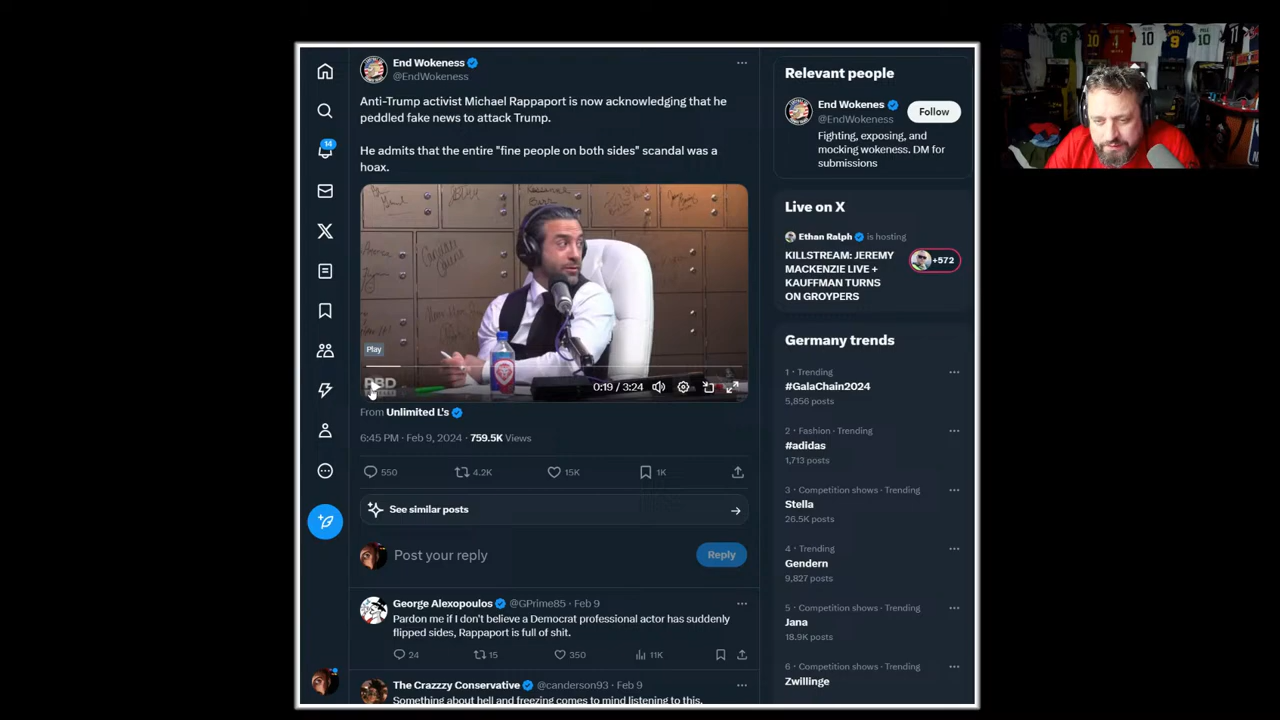 End Wokeness
@EndWokeness
Anti-Trump activist Michael Rappaport is now acknowledging that he
peddled fake news to attack Trump.
He admits that the entire "fine people on both sides" scandal was a
hoax.
Play
PBD
0:19 / 3:24
From Unlimited L's
6:45 PM · Feb 9, 2024 · 759.5K Views
550
4.2K
15K
1K
See similar posts
Post your reply
Reply
George Alexopoulos @GPrime85 · Feb 9
Pardon me if I don't believe a Democrat professional actor has suddenly
flipped sides, Rappaport is full of shit.
24
15
350
11K
The Crazzzy Conservative @canderson93 · Feb 9
Something about hell and freezing comes to mind listening to this.
14
Relevant people
End Wokenes
@EndWokeness
Follow
Fighting, exposing, and
mocking wokeness. DM for
submissions
Live on X
Ethan Ralph is hosting
KILLSTREAM: JEREMY
MACKENZIE LIVE +
KAUFFMAN TURNS
ON GROYPERS
+572
Germany trends
1 · Trending
#GalaChain2024
5,856 posts
2 · Fashion · Trending
#adidas
1,713 posts
3 · Competition shows · Trending
Stella
26.5K posts
4 · Trending
Gendern
9,827 posts
5 · Competition shows · Trending
Jana
18.9K posts
6 · Competition shows · Trending
Zwillinge